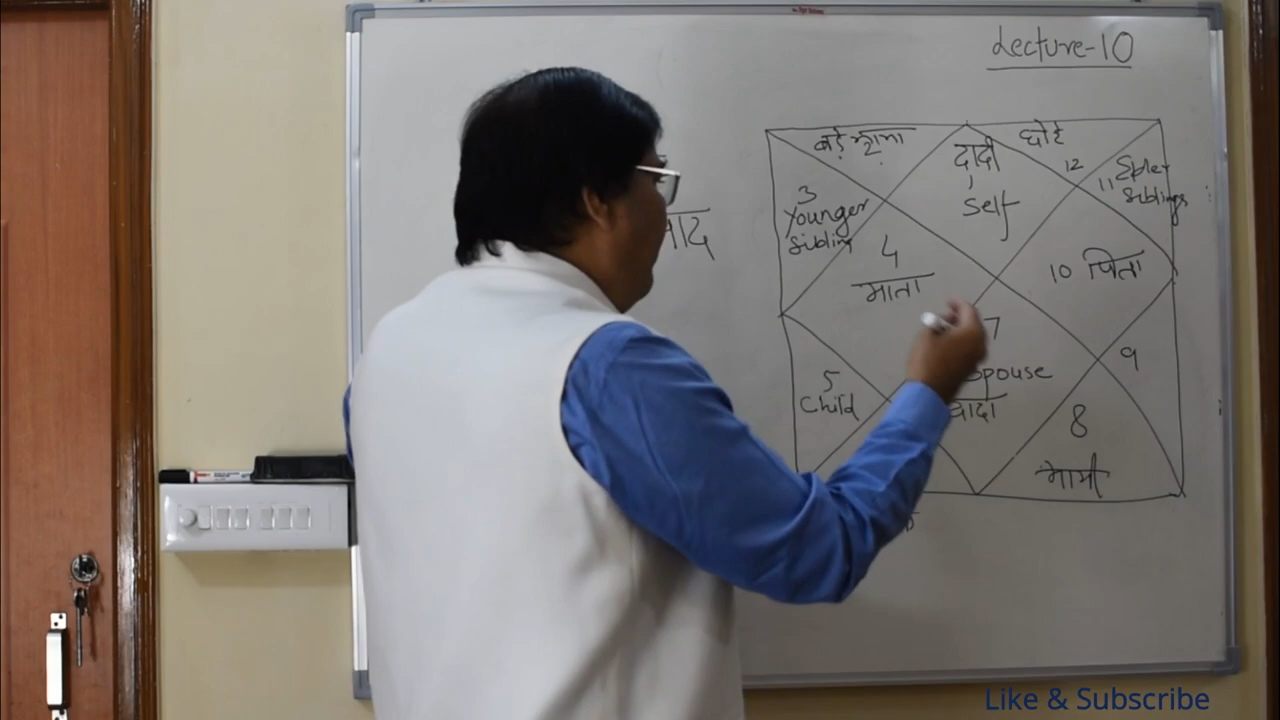 Lecture-10
बड़े मामा
दादी
Self
छोटे
12
11 Elder
Siblings
3
Younger
Sibling
4
माता
10 पिता
7
Spouse
दादा
9
5
Child
8
मामी
Like & Subscribe